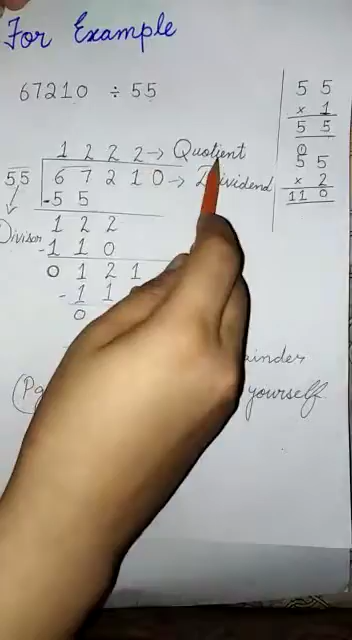 For Example
67210 ÷ 55
1 2 2 2 → Quotient
55 6 7 2 1 0 → Dividend
- 5 5
Divisor 1 2 2
- 1 1 0
0 1 2 1
- 1 1
0
yourself
5 5
x 1
5 5
1
5 5
x 2
1 1 0